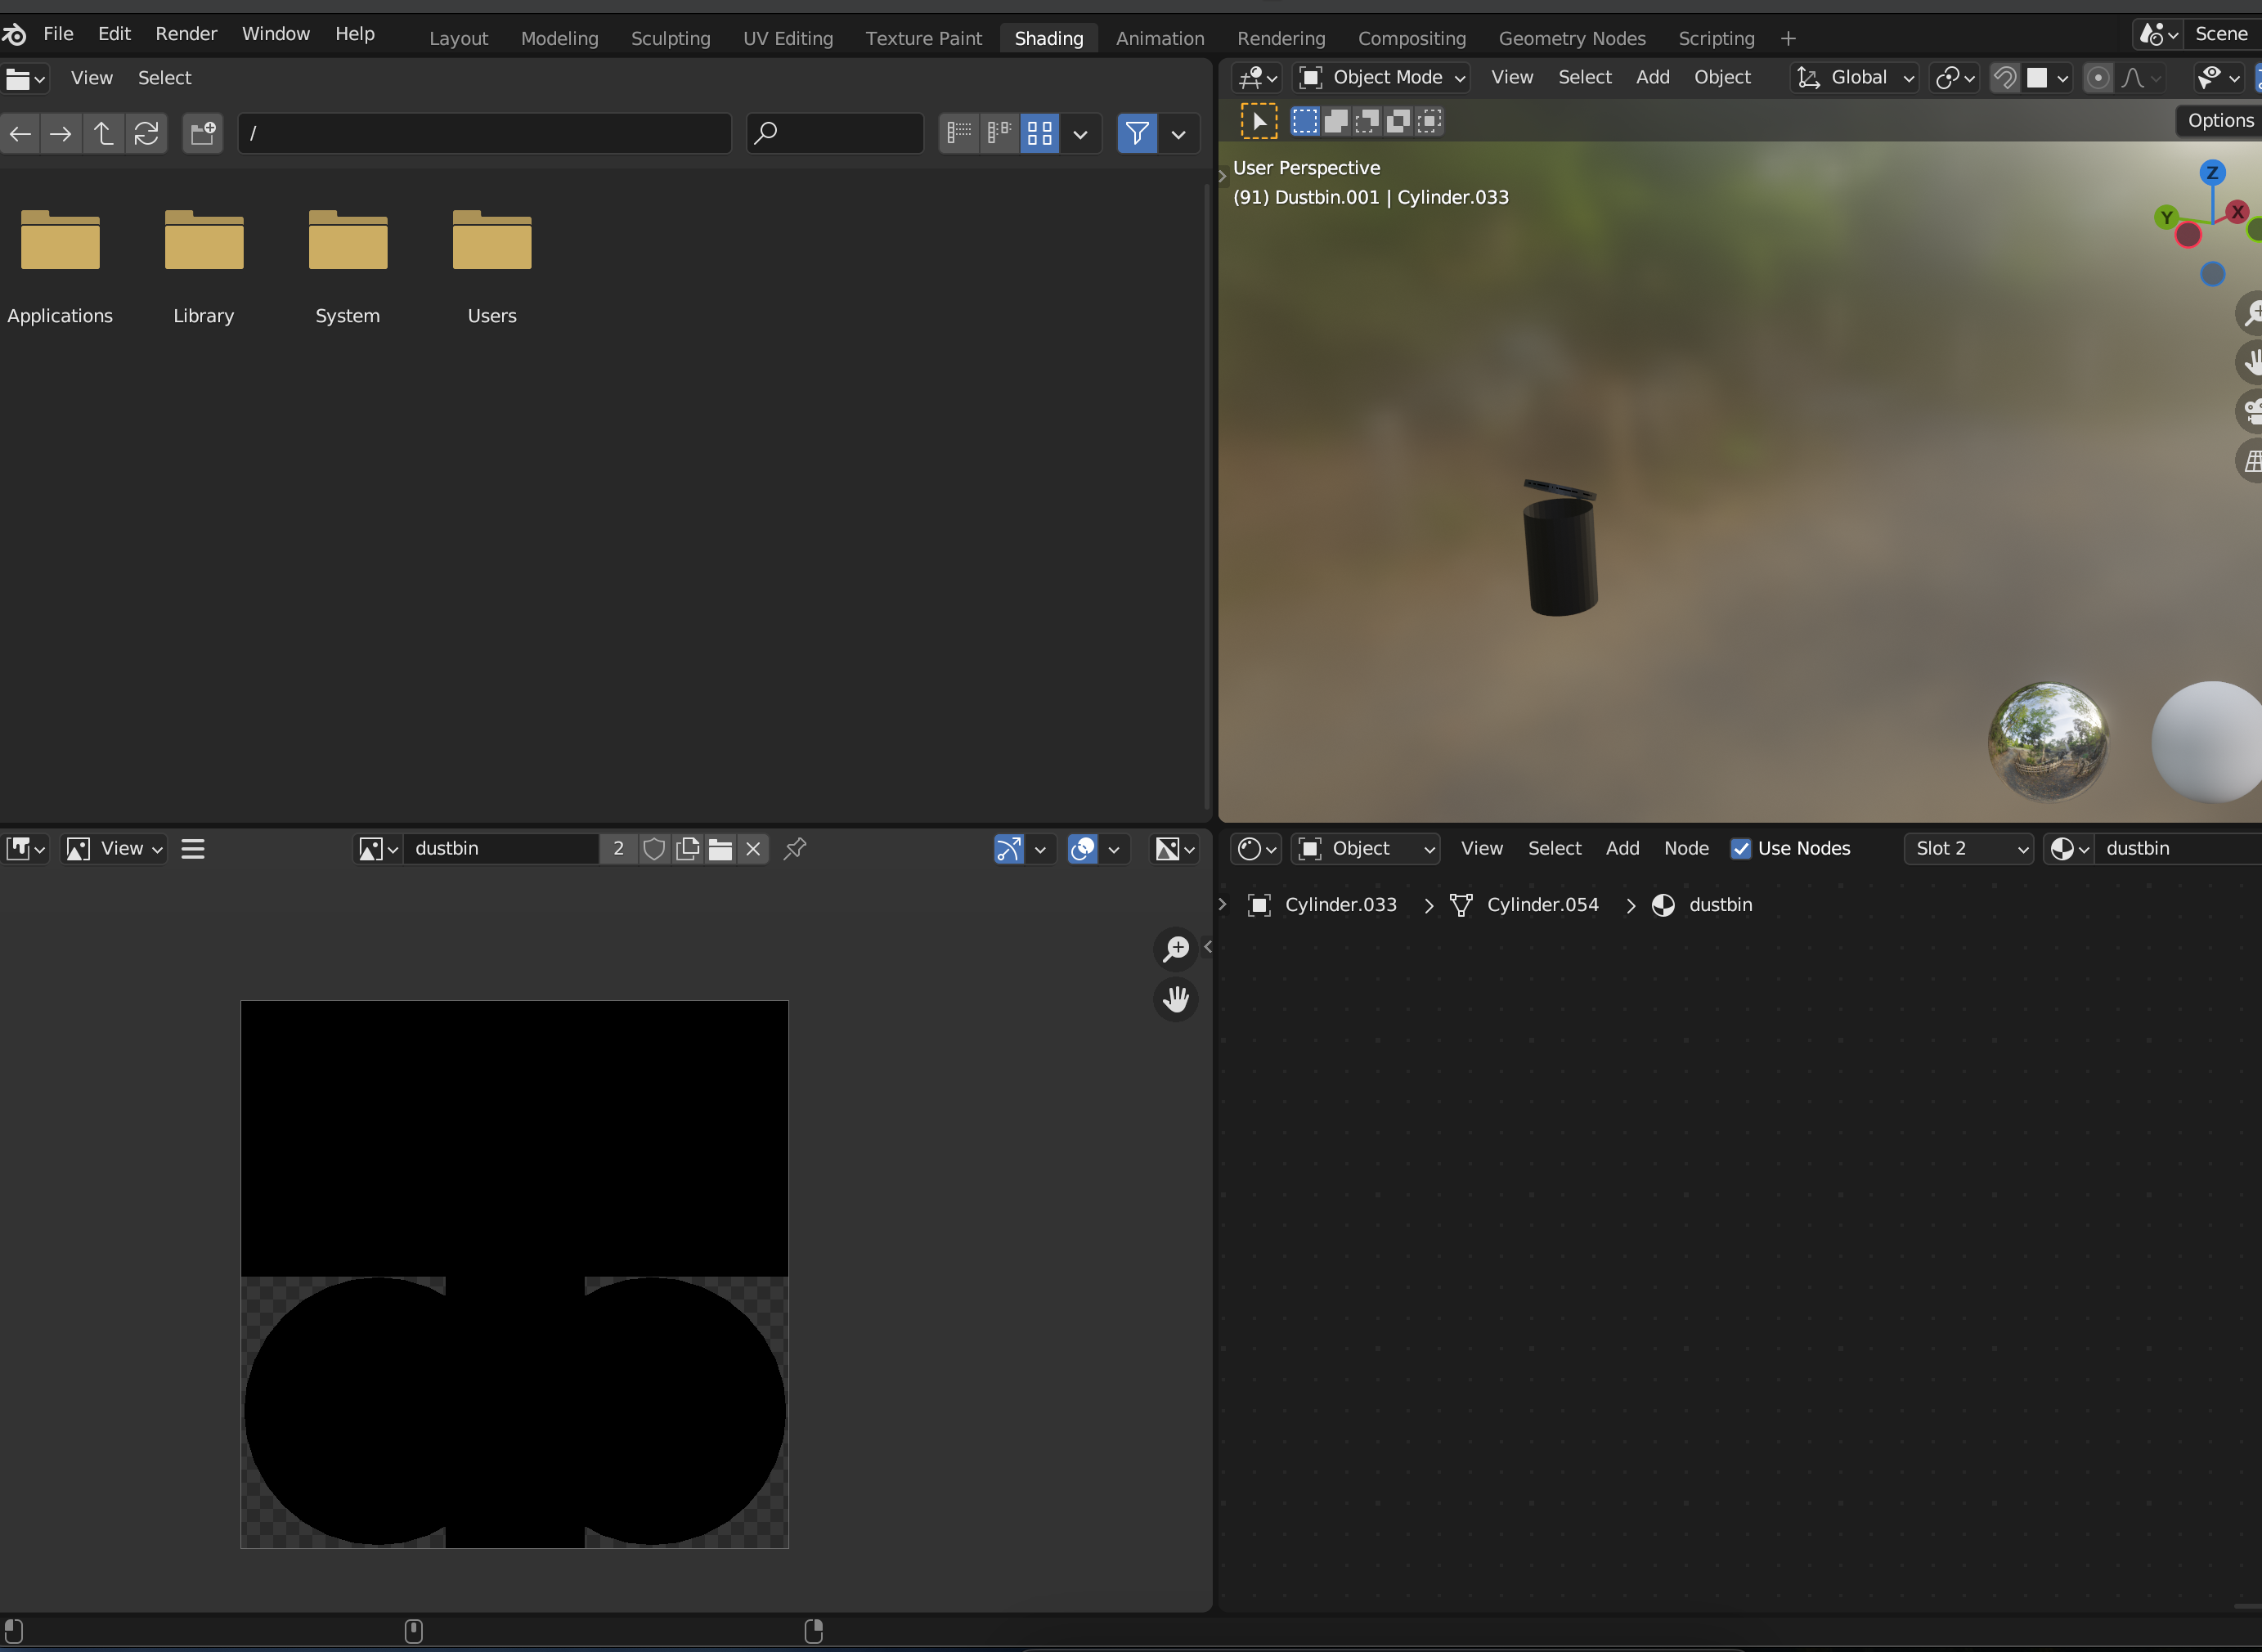 File Edit Render Window Help Layout Modeling Sculpting UV Editing Texture Paint Shading Animation Rendering Compositing Geometry Nodes Scripting + Scene
View Select
Object Mode View Select Add Object Global
/
Options
User Perspective
(91) Dustbin.001 | Cylinder.033
Z
Y
X
Applications Library System Users
View dustbin 2
Object View Select Add Node Use Nodes Slot 2 dustbin
Cylinder.033 > Cylinder.054 > dustbin